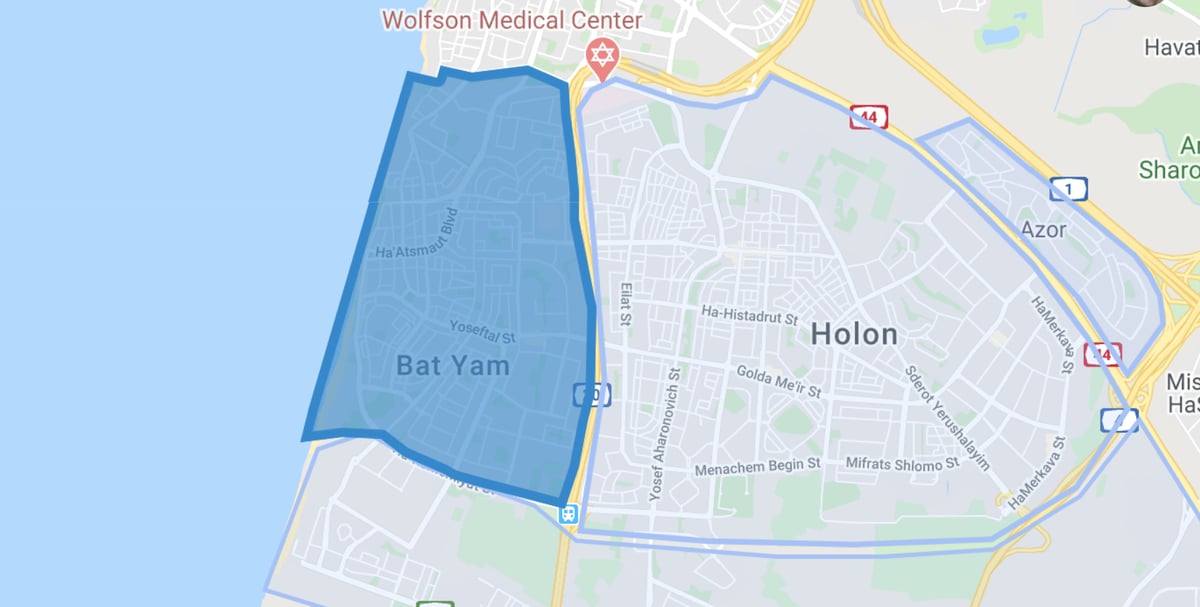 Wolfson Medical Center
Havat
44
1
Azor
Ha'Atsmaut Blvd
Eilat St
Ha-Histadrut St
Holon
HaMerkava St
Yoseftal St
Bat Yam
44
Golda Me'ir St
Sderot Yerushalayim
Yosef Aharonovich St
Menachem Begin St
Mifrats Shlomo St
HaMerkava St
Sharo
Mis
HaS